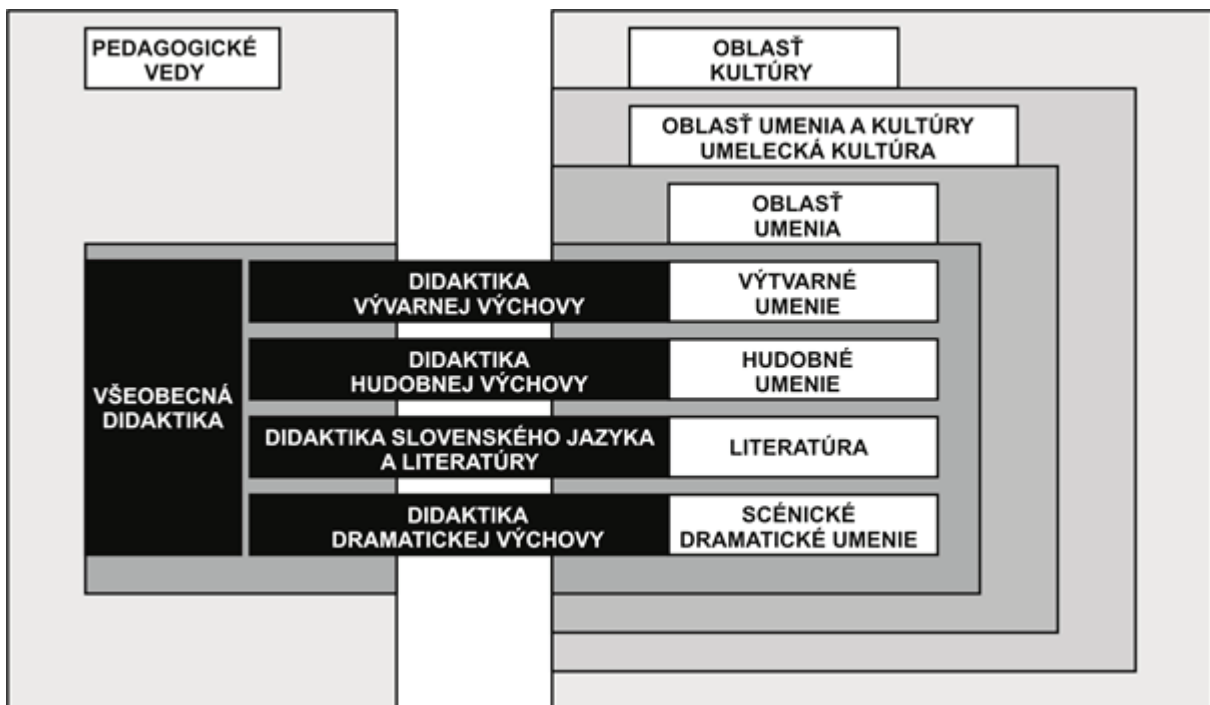 PEDAGOGICKÉ
VEDY
OBLASŤ
KULTÚRY
OBLASŤ UMENIA A KULTÚRY
UMELECKÁ KULTÚRA
OBLASŤ
UMENIA
VŠEOBECNÁ
DIDAKTIKA
DIDAKTIKA
VÝVARNEJ VÝCHOVY
VÝTVARNÉ
UMENIE
DIDAKTIKA
HUDOBNEJ VÝCHOVY
HUDOBNÉ
UMENIE
DIDAKTIKA SLOVENSKÉHO JAZYKA
A LITERATÚRY
LITERATÚRA
DIDAKTIKA
DRAMATICKEJ VÝCHOVY
SCÉNICKÉ
DRAMATICKÉ UMENIE